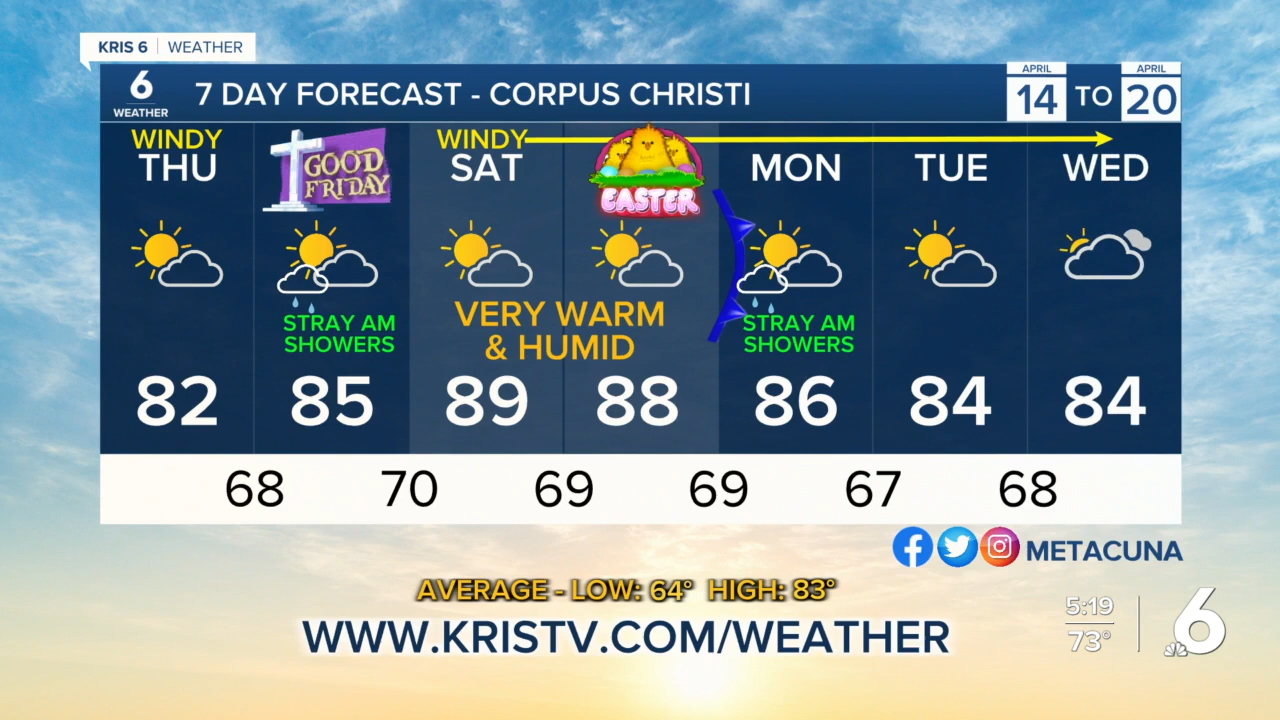 KRIS 6 | WEATHER
6
WEATHER
7 DAY FORECAST - CORPUS CHRISTI
APRIL
14
TO
APRIL
20
WINDY
THU
GOOD
FRIDAY
WINDY
SAT
EASTER
MON
TUE
WED
STRAY AM
SHOWERS
VERY WARM
& HUMID
STRAY AM
SHOWERS
82 85 89 88 86 84 84
68 70 69 69 67 68
METACUNA
AVERAGE - LOW: 64° HIGH: 83°
WWW.KRISTV.COM/WEATHER
5:19
73°
6